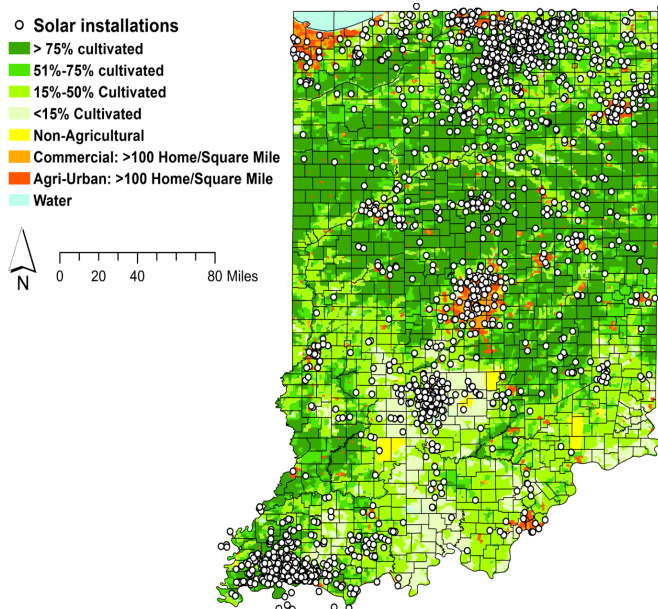 Solar installations
> 75% cultivated
51%-75% cultivated
15%-50% Cultivated
<15% Cultivated
Non-Agricultural
Commercial: >100 Home/Square Mile
Agri-Urban: >100 Home/Square Mile
Water
N
0 20 40 80 Miles